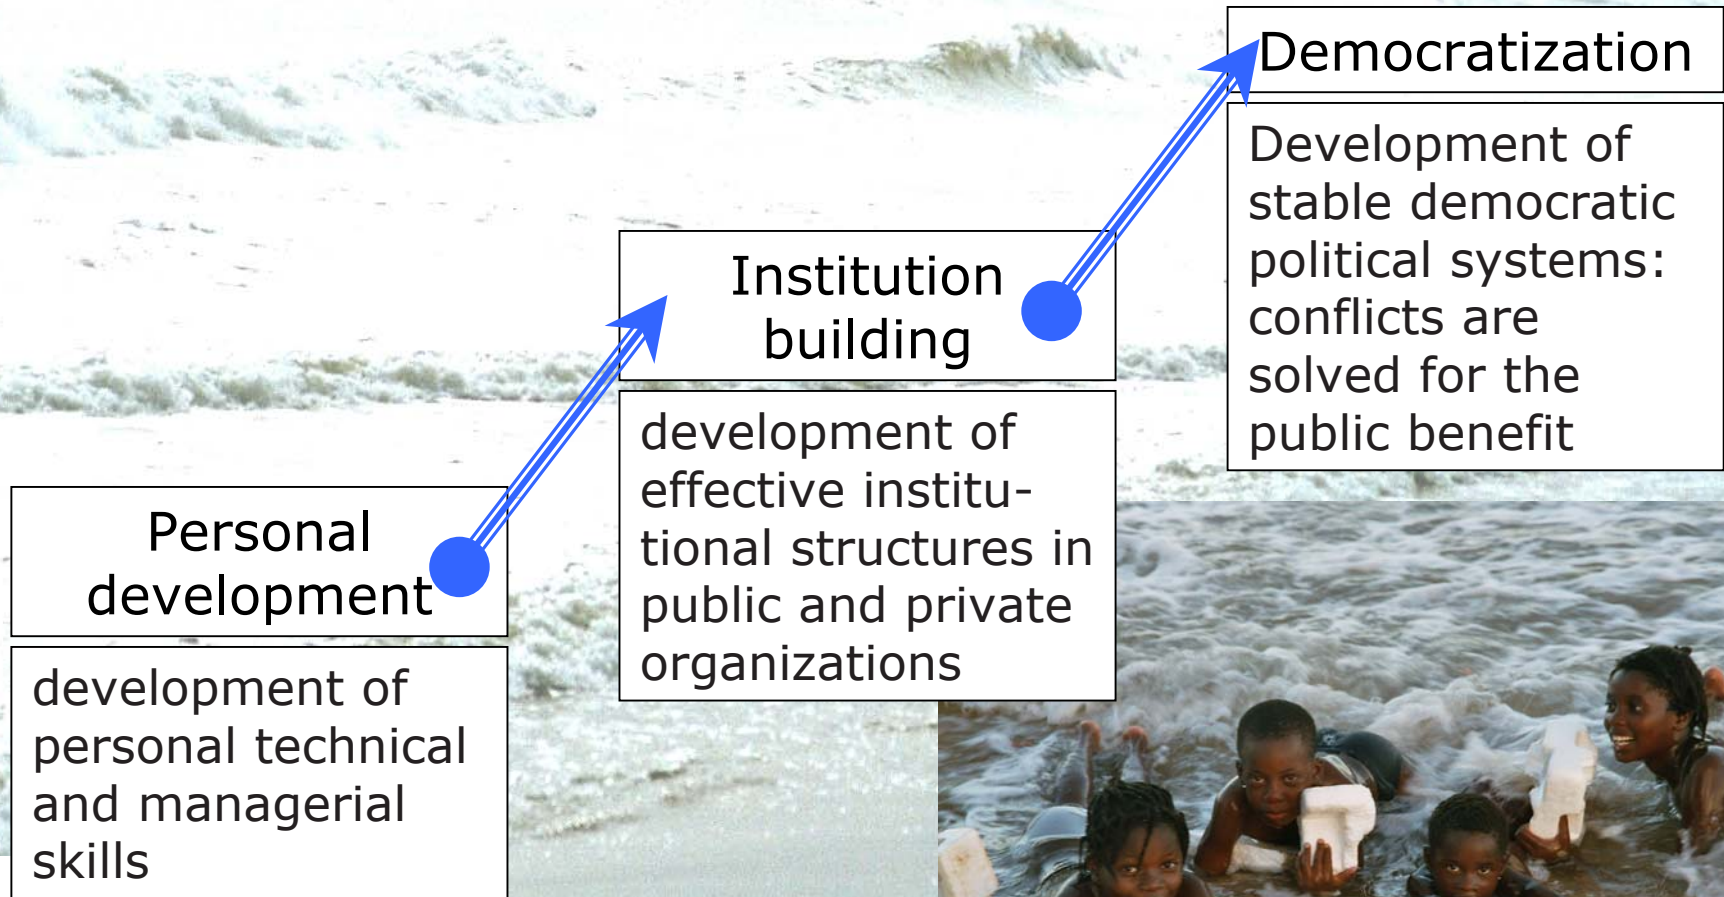 Personal
development
development of
personal technical
and managerial
skills
Institution
building
development of
effective institu-
tional structures in
public and private
organizations
Democratization
Development of
stable democratic
political systems:
conflicts are
solved for the
public benefit